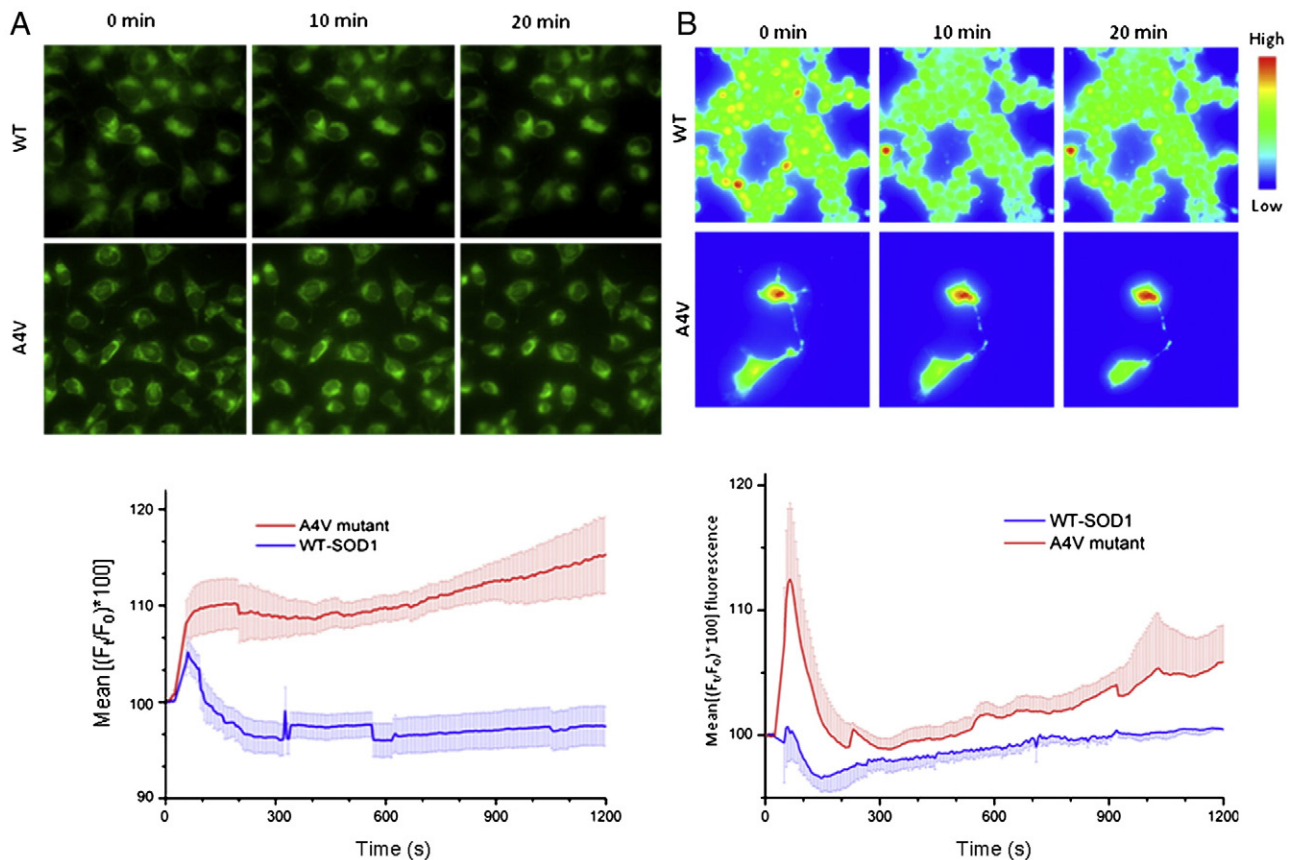 A
0 min 10 min 20 min
WT
A4V
B
0 min 10 min 20 min
High
Low
WT
A4V
Mean [(Ft/F0)*100]
120
110
100
90
A4V mutant
WT-SOD1
0 300 600 900 1200
Time (s)
Mean[(Ft/F0)*100] fluorescence
120
110
100
WT-SOD1
A4V mutant
0 300 600 900 1200
Time (s)